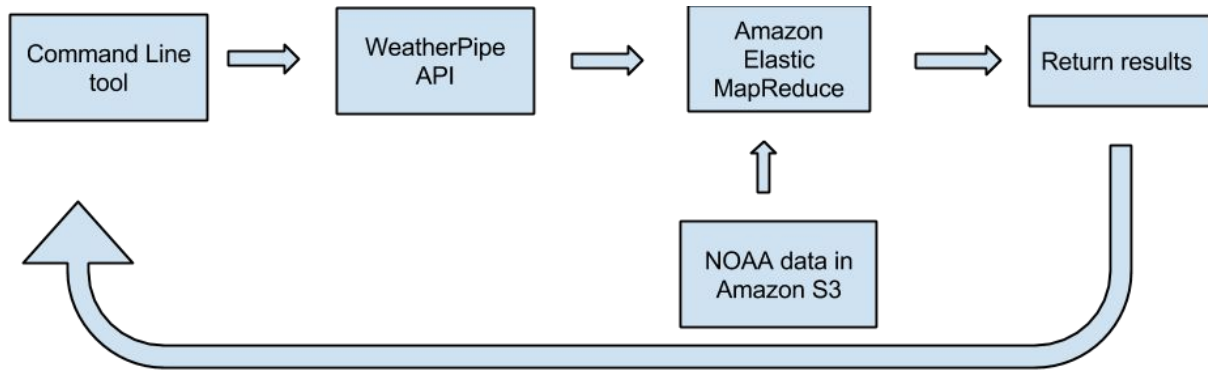 Command Line
tool
WeatherPipe
API
Amazon
Elastic
MapReduce
Return results
NOAA data in
Amazon S3